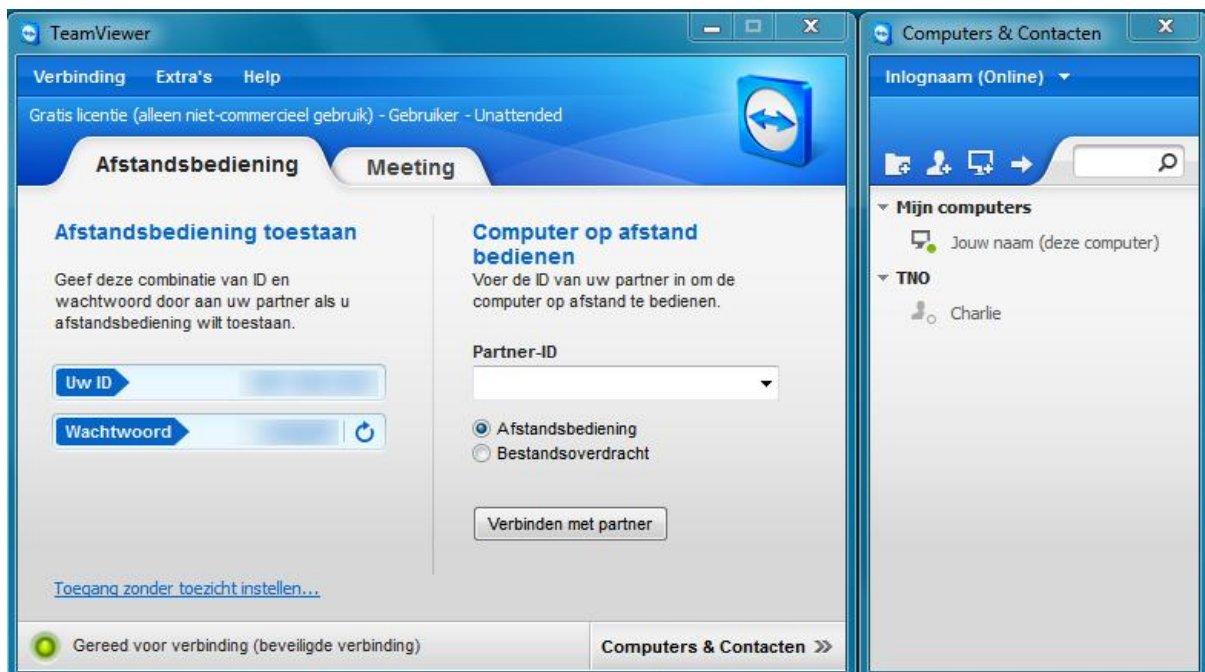 TeamViewer
Verbinding Extra's Help
Gratis licentie (alleen niet-commercieel gebruik) - Gebruiker - Unattended
Afstandsbediening Meeting
Afstandsbediening toestaan
Geef deze combinatie van ID en
wachtwoord door aan uw partner als u
afstandsbediening wilt toestaan.
Uw ID
Wachtwoord
Toegang zonder toezicht instellen...
Computer op afstand
bedienen
Voer de ID van uw partner in om de
computer op afstand te bedienen.
Partner-ID
Afstandsbediening
Bestandsoverdracht
Verbinden met partner
Gereed voor verbinding (beveiligde verbinding)
Computers & Contacten »
Computers & Contacten
Inlognaam (Online)
Mijn computers
Jouw naam (deze computer)
TNO
Charlie